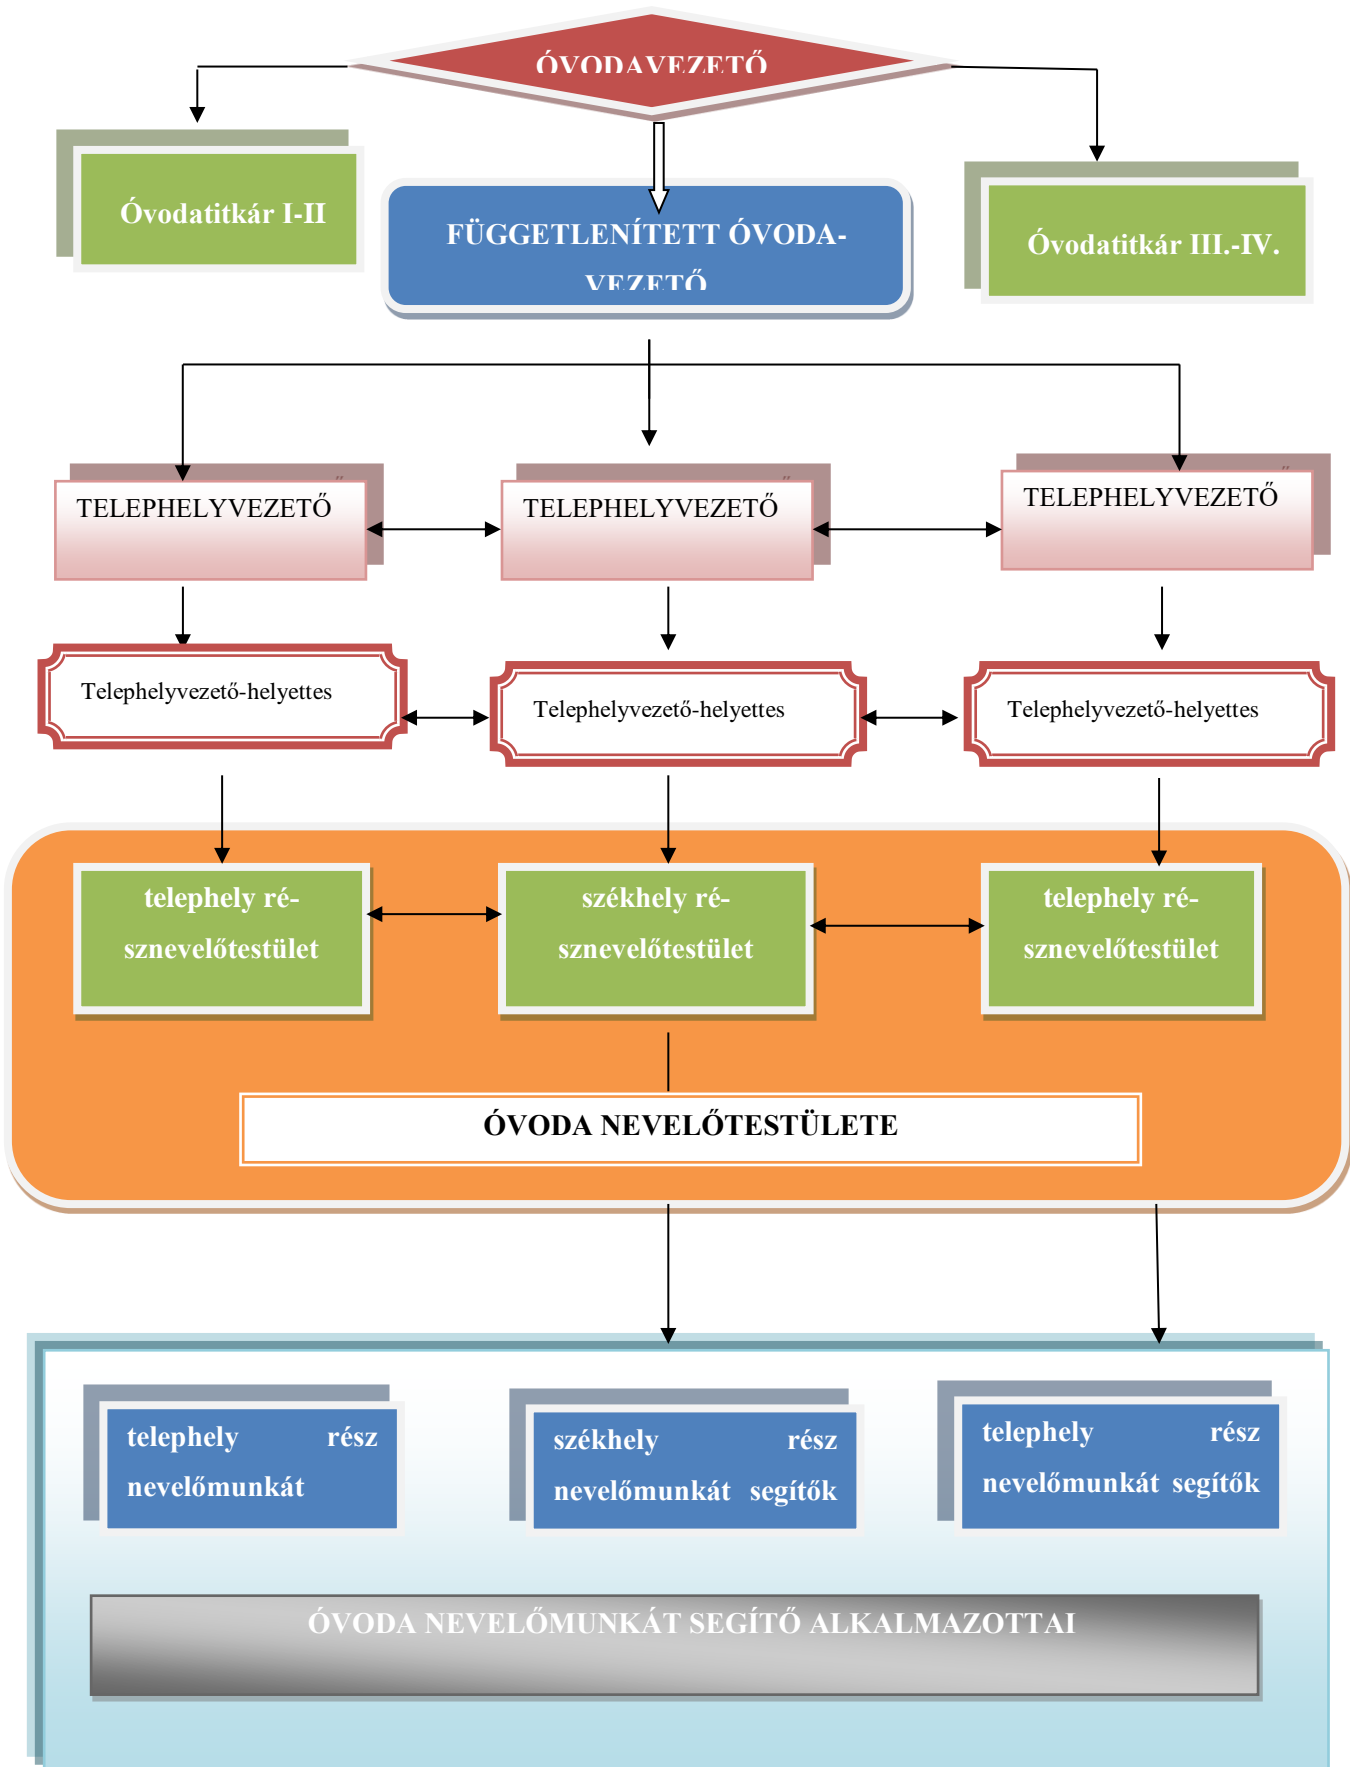 ÓVODAVEZETŐ
Óvodatitkár I-II
FÜGGETLENÍTETT ÓVODA-
VEZETŐ
Óvodatitkár III.-IV.
TELEPHELYVEZETŐ
TELEPHELYVEZETŐ
TELEPHELYVEZETŐ
Telephelyvezető-helyettes
Telephelyvezető-helyettes
Telephelyvezető-helyettes
telephely ré-
sznevelőtestület
székhely ré-
sznevelőtestület
telephely ré-
sznevelőtestület
ÓVODA NEVELŐTESTÜLETE
telephely rész
nevelőmunkát
székhely rész
nevelőmunkát segítők
telephely rész
nevelőmunkát segítők
ÓVODA NEVELŐMUNKÁT SEGÍTŐ ALKALMAZOTTAI